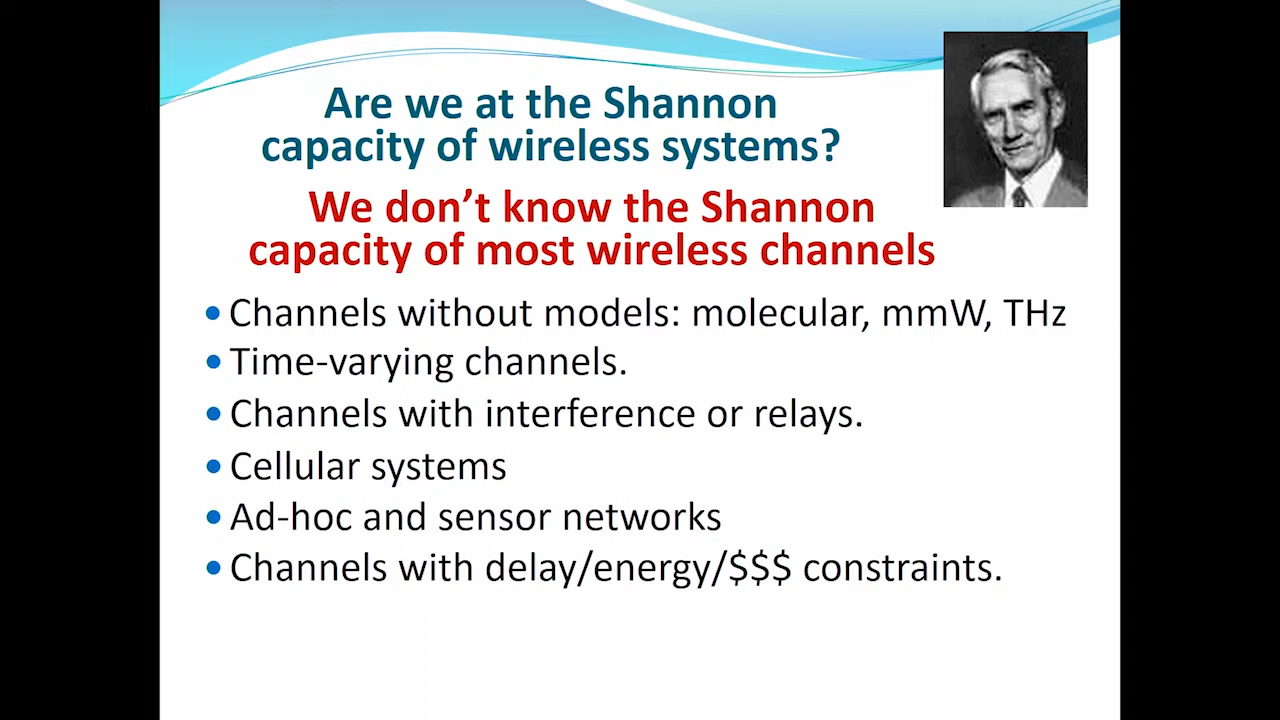 Are we at the Shannon
capacity of wireless systems?
We don’t know the Shannon
capacity of most wireless channels
• Channels without models: molecular, mmW, THz
• Time-varying channels.
• Channels with interference or relays.
• Cellular systems
• Ad-hoc and sensor networks
• Channels with delay/energy/$$$ constraints.